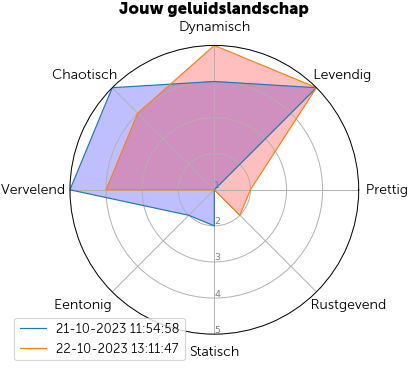 Jouw geluidslandschap
Dynamisch
Chaotisch
Levendig
Vervelend
1
Prettig
2
3
Eentonig
4
Rustgevend
5
Statisch
21-10-2023 11:54:58
22-10-2023 13:11:47